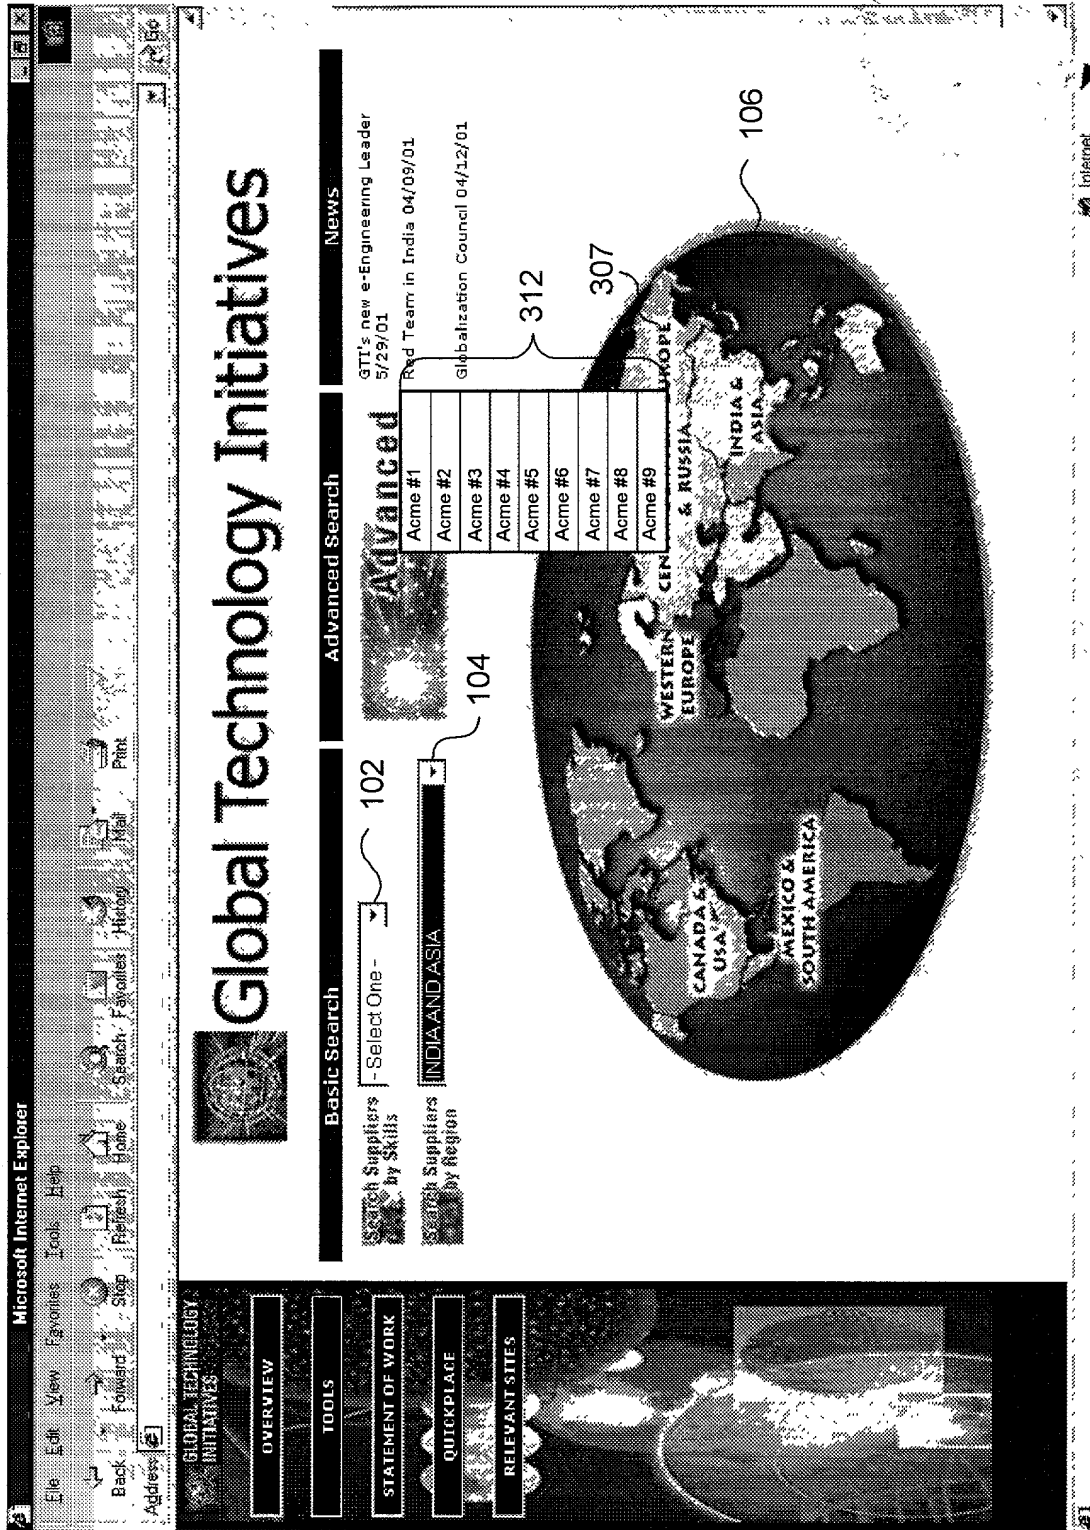 Microsoft Internet Explorer
File Edit View Favorites Tools Help
Back Forward Stop Refresh Home Search Favorites History Mail Print
Address Go
GLOBAL TECHNOLOGY
INITIATIVES
OVERVIEW
TOOLS
STATEMENT OF WORK
QUICKPLACE
RELEVANT SITES
Global Technology Initiatives
Basic Search
Advanced Search
News
Search Suppliers
by Skills
- Select One -
102
Search Suppliers
by Region
INDIA AND ASIA
104
Advanced
GTI's new e-Engineering Leader
5/29/01
Red Team in India 04/09/01
Globalization Council 04/12/01
Acme #1
Acme #2
Acme #3
Acme #4
Acme #5
Acme #6
Acme #7
Acme #8
Acme #9
312
307
106
CANADA &
USA
MEXICO &
SOUTH AMERICA
WESTERN
EUROPE
CEN UROPE
& RUSSIA
INDIA &
ASIA
Internet